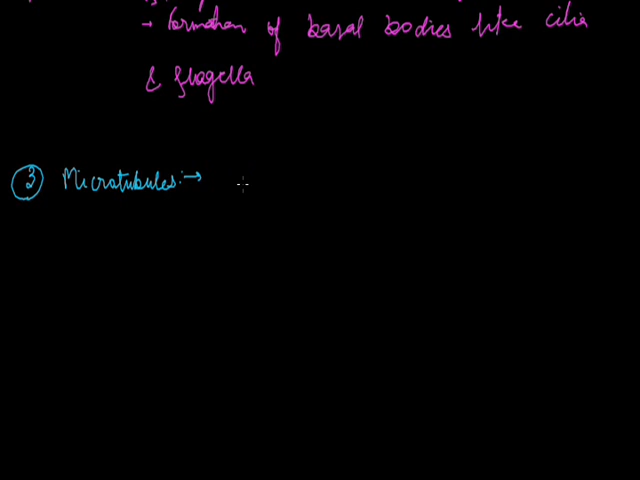 → formation of basal bodies like cilia
& flagella
③ Microtubules:→